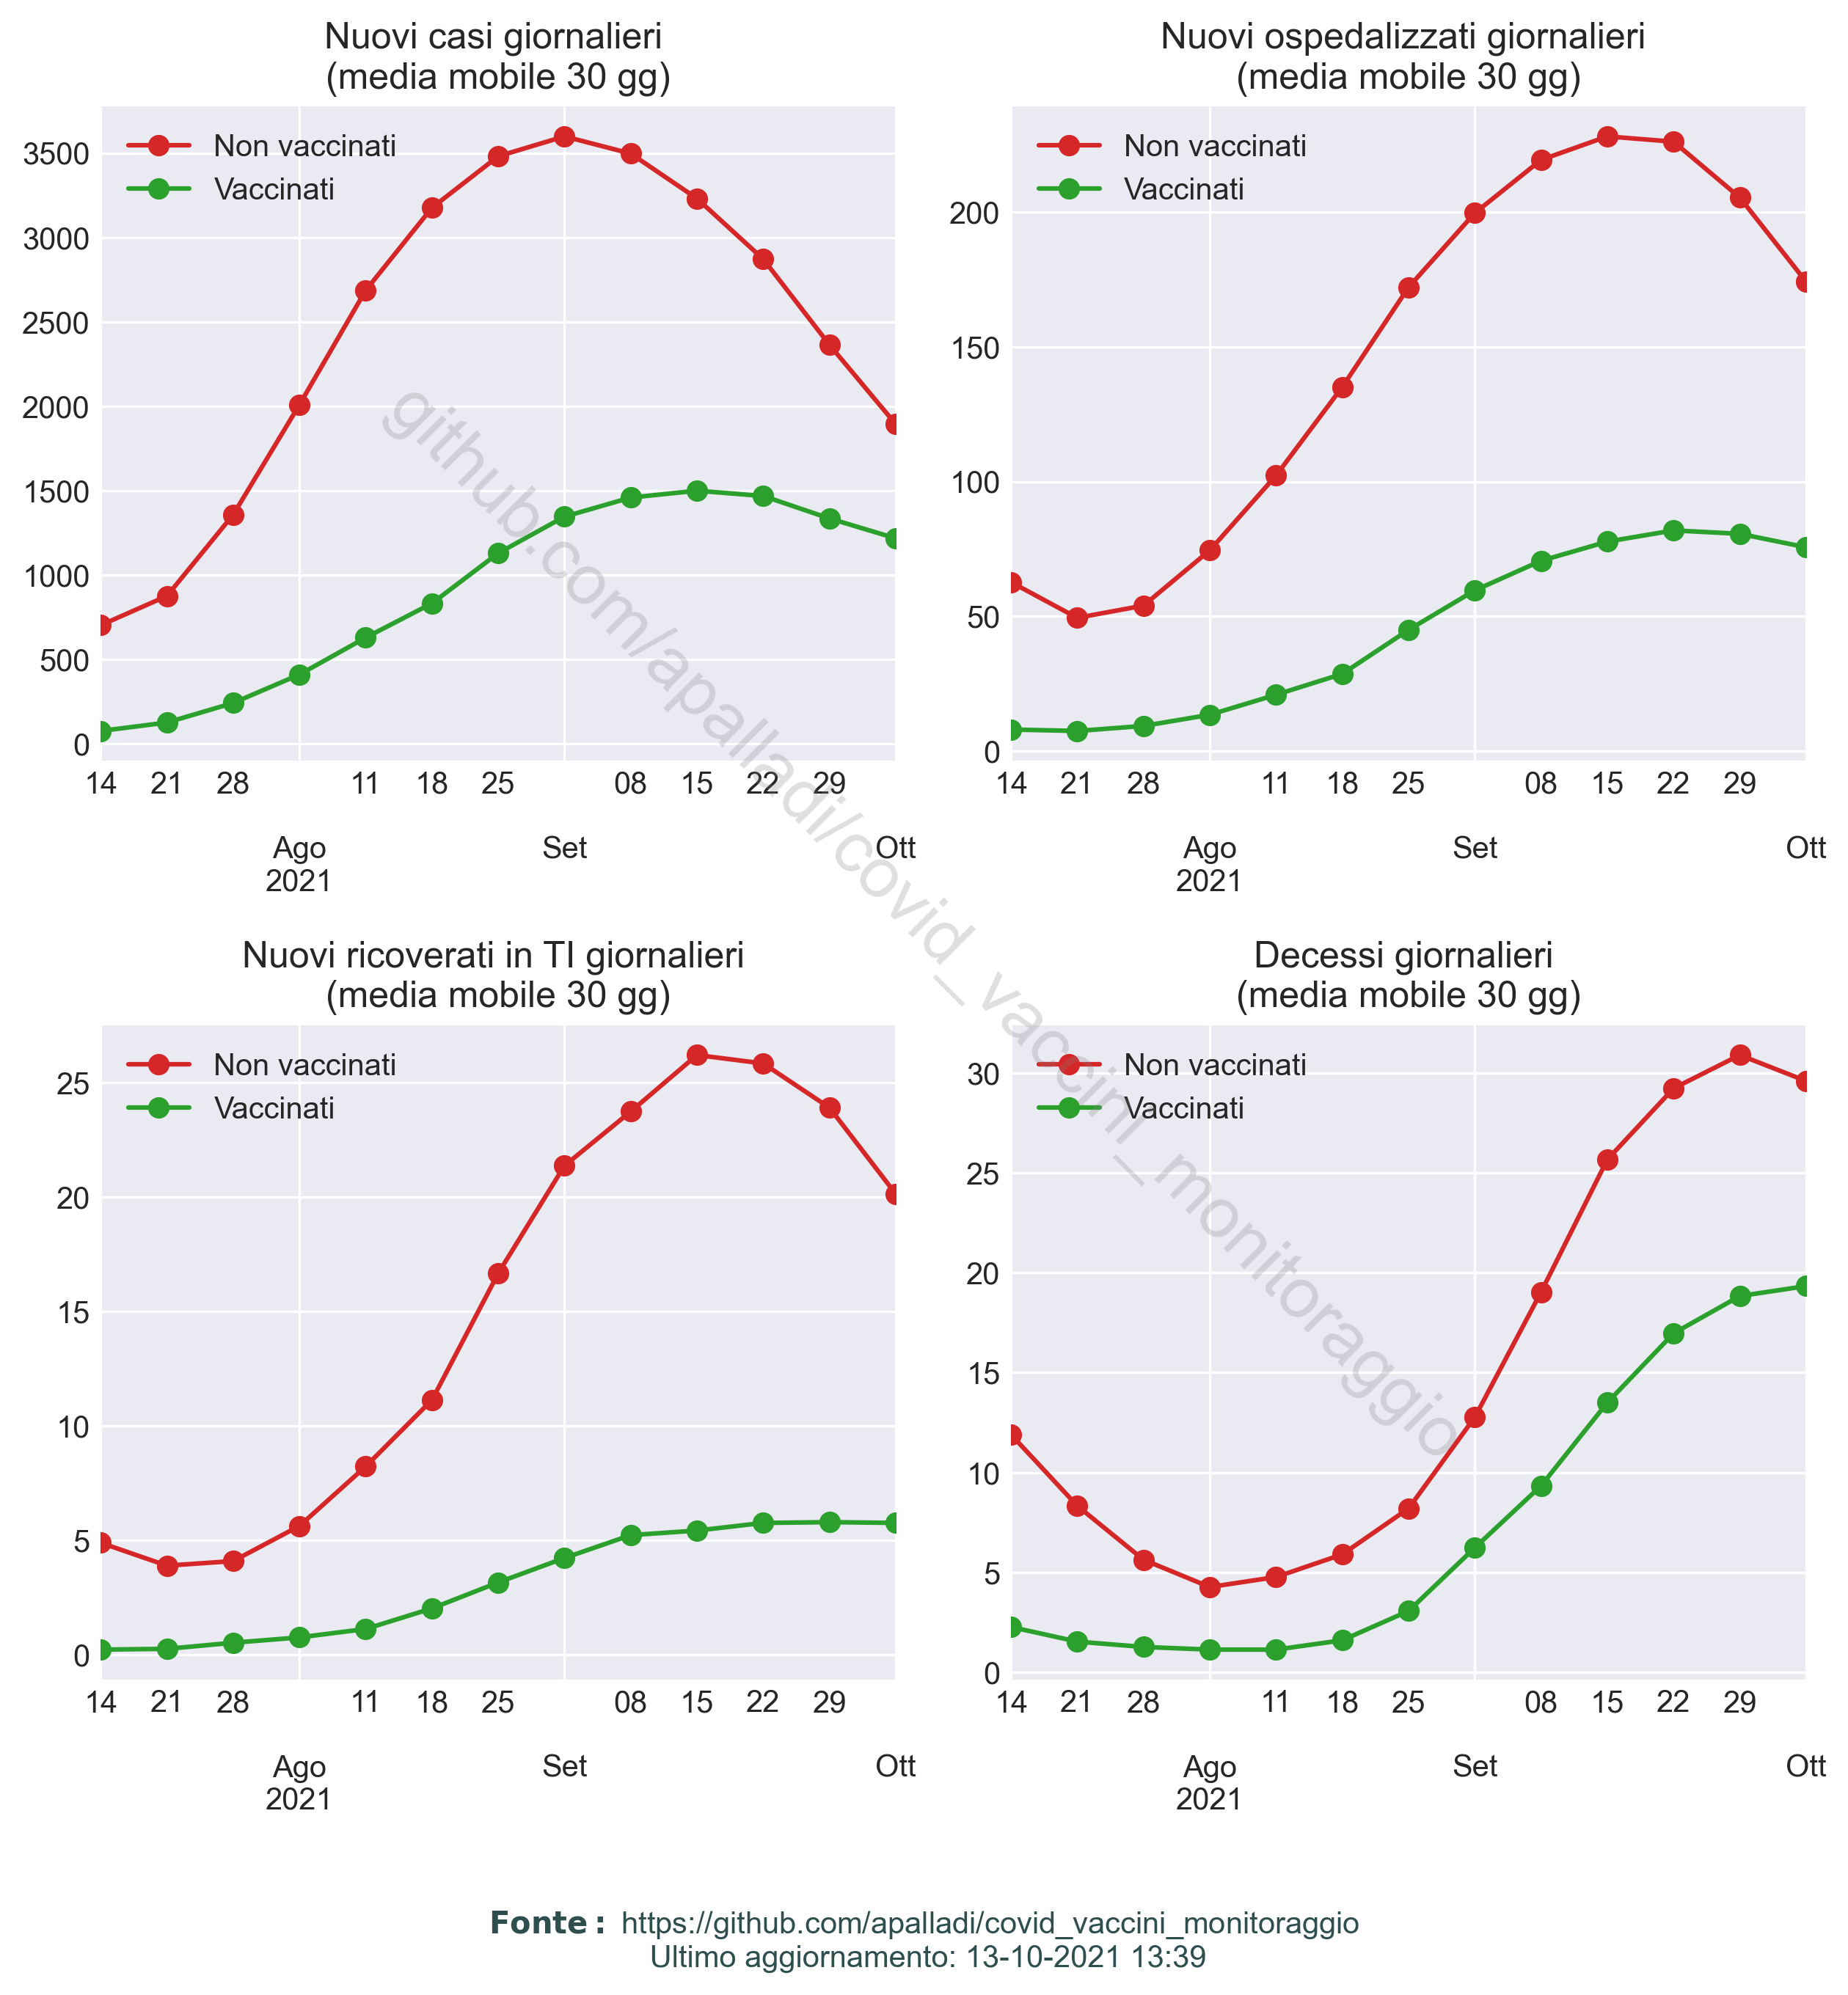 Nuovi casi giornalieri
(media mobile 30 gg)
Non vaccinati
Vaccinati
3500
3000
2500
2000
1500
1000
500
0
14 21 28 11 18 25 08 15 22 29
Ago Set Ott
2021
Nuovi ospedalizzati giornalieri
(media mobile 30 gg)
Non vaccinati
Vaccinati
200
150
100
50
0
14 21 28 11 18 25 08 15 22 29
Ago Set Ott
2021
Nuovi ricoverati in TI giornalieri
(media mobile 30 gg)
Non vaccinati
Vaccinati
25
20
15
10
5
0
14 21 28 11 18 25 08 15 22 29
Ago Set Ott
2021
Decessi giornalieri
(media mobile 30 gg)
Non vaccinati
Vaccinati
30
25
20
15
10
5
0
14 21 28 11 18 25 08 15 22 29
Ago Set Ott
2021
github.com/apalladi/covid_vaccini_monitoraggio
Fonte: https://github.com/apalladi/covid_vaccini_monitoraggio
Ultimo aggiornamento: 13-10-2021 13:39